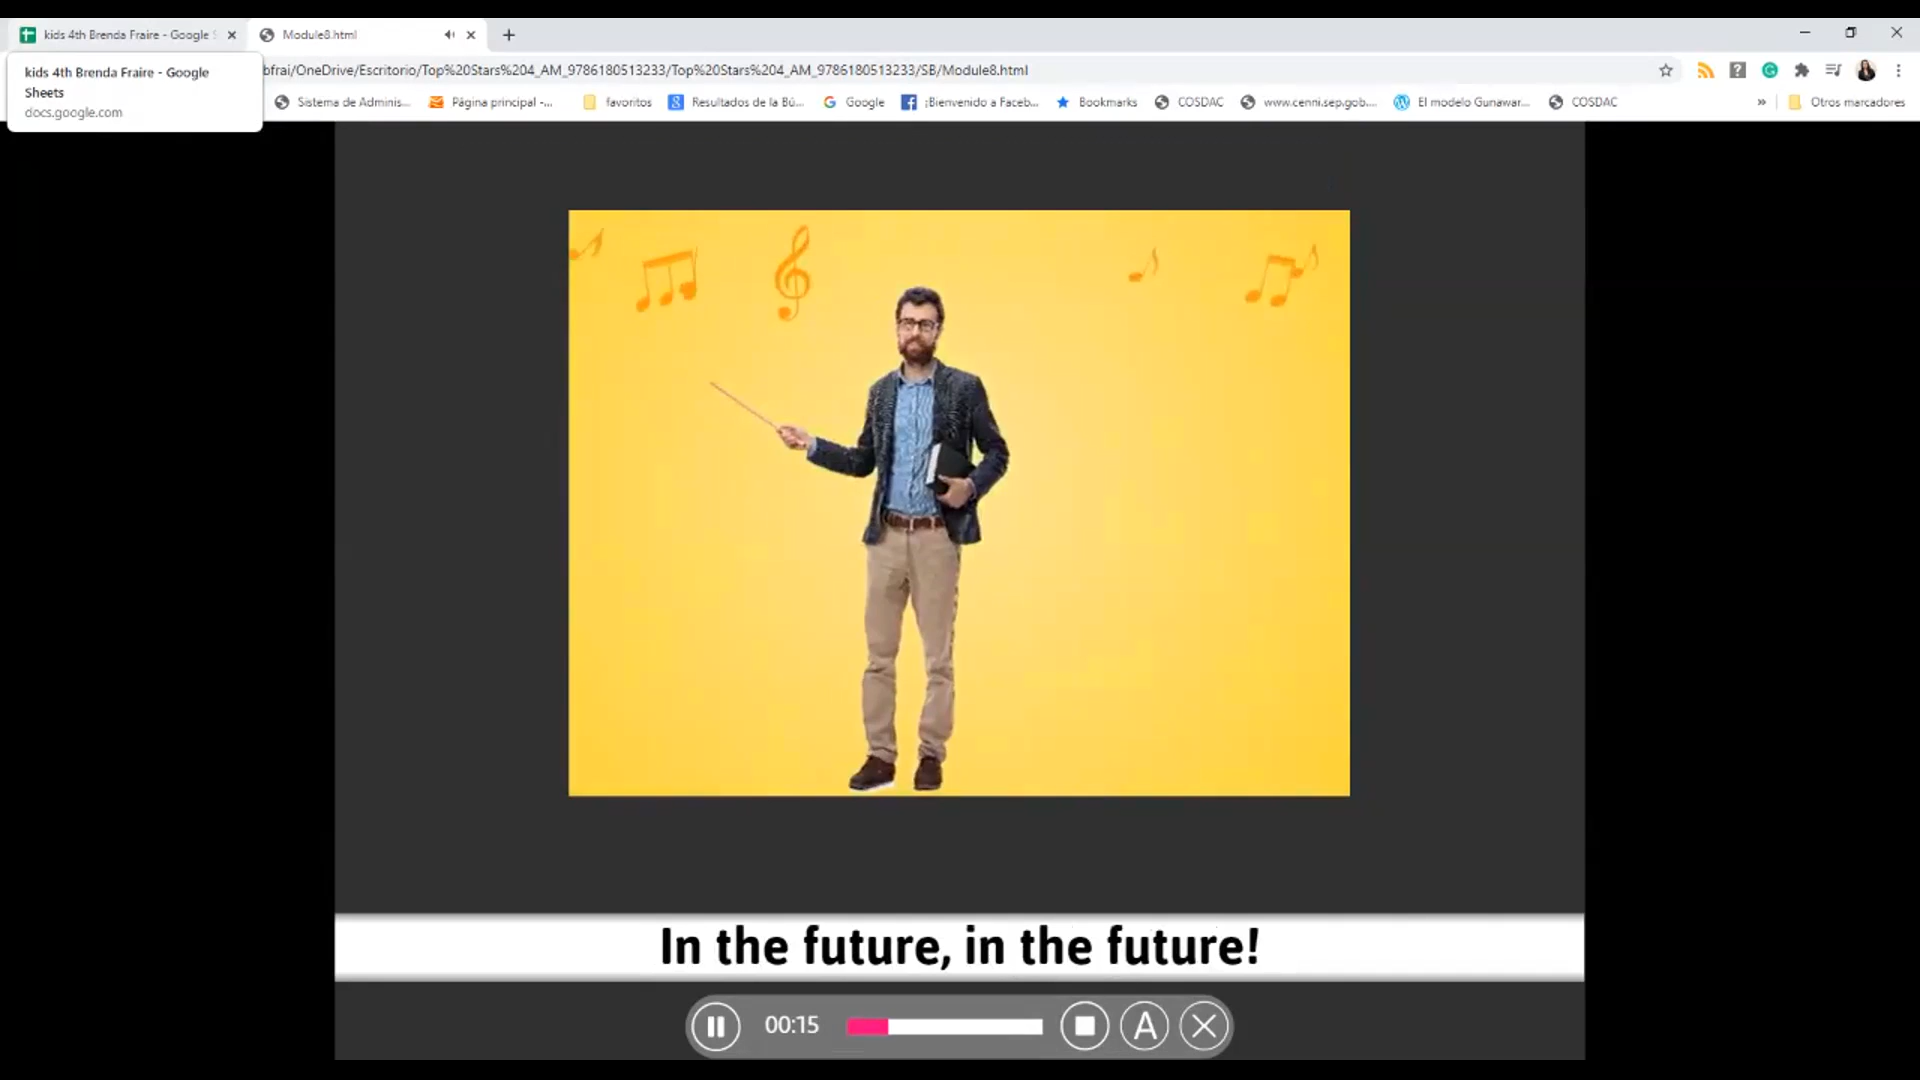 kids 4th Brenda Fraire - Google S
Module8.html
kids 4th Brenda Fraire - Google
Sheets
docs.google.com
bfrai/OneDrive/Escritorio/Top%20Stars%204_AM_9786180513233/Top%20Stars%204_AM_9786180513233/SB/Module8.html
Sistema de Adminis...
Página principal -...
favoritos
Resultados de la Bú...
Google
¡Bienvenido a Faceb...
Bookmarks
COSDAC
www.cenni.sep.gob....
El modelo Gunawar...
COSDAC
»
Otros marcadores
In the future, in the future!
00:15
A